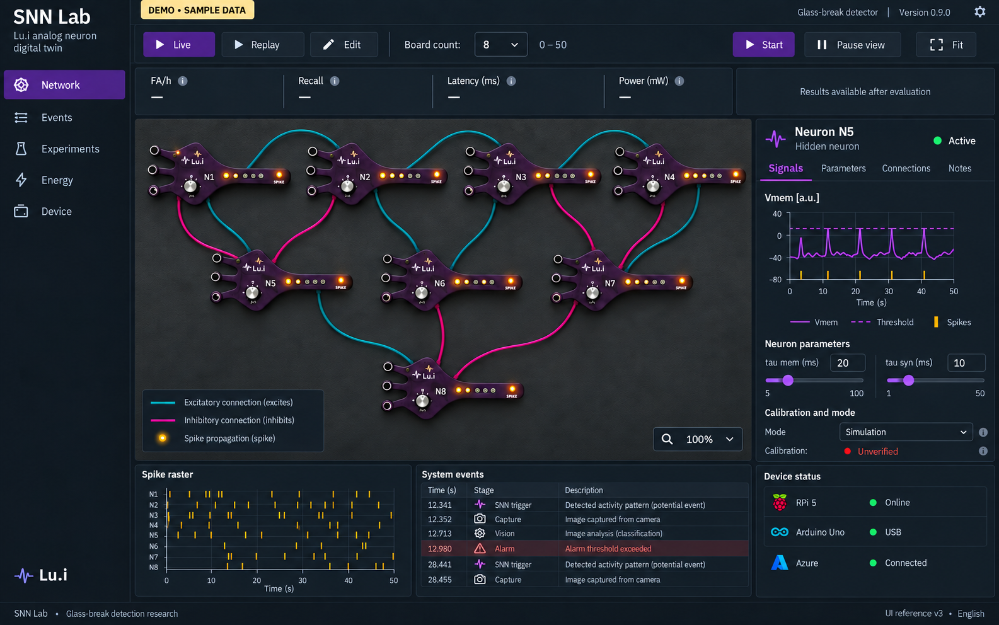 SNN Lab
Lu.i analog neuron
digital twin
DEMO • SAMPLE DATA
Glass-break detector | Version 0.9.0
Live
Replay
Edit
Board count:
8
0 – 50
Start
Pause view
Fit
Network
Events
Experiments
Energy
Device
FA/h
—
Recall
—
Latency (ms)
—
Power (mW)
—
Results available after evaluation
Lu.i
N1
SPIKE
Lu.i
N2
SPIKE
Lu.i
N3
SPIKE
Lu.i
N4
SPIKE
Lu.i
N5
SPIKE
Lu.i
N6
SPIKE
Lu.i
N7
SPIKE
Lu.i
N8
SPIKE
Excitatory connection (excites)
Inhibitory connection (inhibits)
Spike propagation (spike)
100%
Neuron N5
Hidden neuron
Active
Signals
Parameters
Connections
Notes
Vmem [a.u.]
40
0
−40
−80
0 10 20 30 40 50
Time (s)
Vmem
Threshold
Spikes
Neuron parameters
tau mem (ms) 20
5 100
tau syn (ms) 10
1 50
Calibration and mode
Mode Simulation
Calibration: Unverified
Spike raster
N1
N2
N3
N4
N5
N6
N7
N8
0 10 20 30 40 50
Time (s)
System events
Time (s) Stage Description
12.341 SNN trigger Detected activity pattern (potential event)
12.352 Capture Image captured from camera
12.713 Vision Image analysis (classification)
12.980 Alarm Alarm threshold exceeded
28.441 SNN trigger Detected activity pattern (potential event)
28.455 Capture Image captured from camera
Device status
RPi 5 Online
Arduino Uno USB
Azure Connected
Lu.i
SNN Lab • Glass-break detection research
UI reference v3 • English